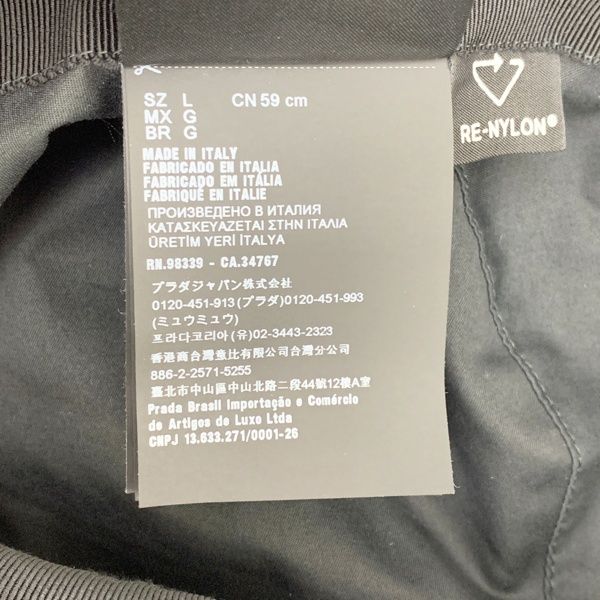 SZ L CN 59 cm
MX G
BR G
MADE IN ITALY
FABRICADO EN ITALIA
FABRICADO EM ITÁLIA
FABRIQUÉ EN ITALIE
ПРОИЗВЕДЕНО В ИТАЛИЯ
ΚΑΤΑΣΚΕΥΑΖΕΤΑΙ ΣΤΗΝ ΙΤΑΛΙΑ
ÜRETİM YERİ İTALYA
RN.98339 - CA.34767
プラダジャパン株式会社
0120-451-913(プラダ)0120-451-993
(ミュウミュウ)
프라다코리아 (유)02-3443-2323
香港商台灣意比有限公司台灣分公司
886-2-2571-5255
臺北市中山區中山北路二段44號12樓A室
Prada Brasil Importação e Comércio
de Artigos de Luxo Ltda
CNPJ 13.633.271/0001-26
RE-NYLON®